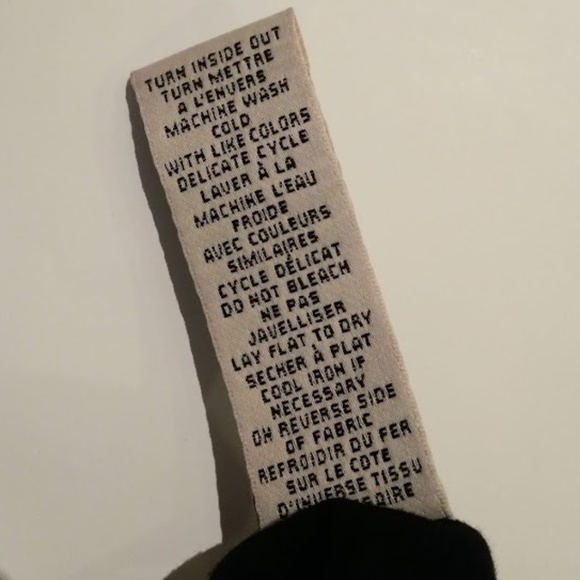 TURN INSIDE OUT
TURN METTRE
A L'ENVERS
MACHINE WASH
COLD
WITH LIKE COLORS
DELICATE CYCLE
LAVER À LA
MACHINE L'EAU
FROIDE
AVEC COULEURS
SIMILAIRES
CYCLE DÉLICAT
DO NOT BLEACH
NE PAS
JAVELLISER
LAY FLAT TO DRY
SECHER À PLAT
COOL IRON IF
NECESSARY
ON REVERSE SIDE
OF FABRIC
REFROIDIR DU FER
SUR LE COTE
D'INVERSE TISSU